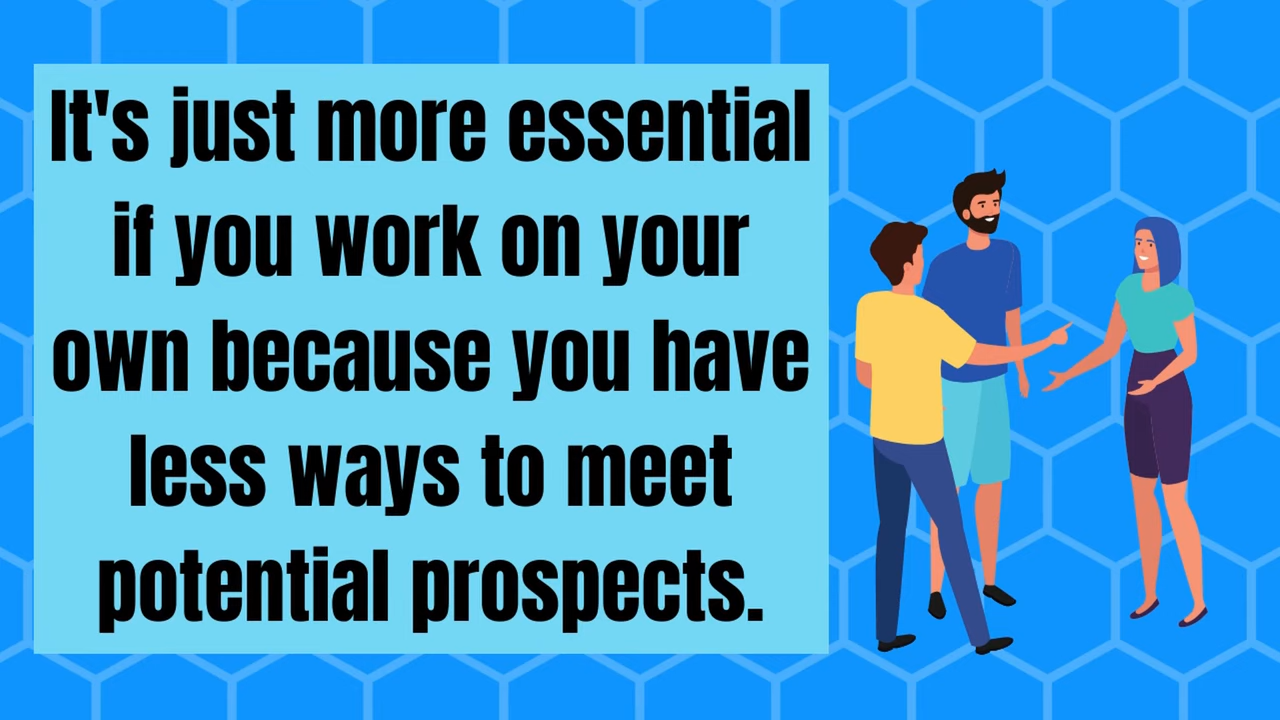 It's just more essential
if you work on your
own because you have
less ways to meet
potential prospects.